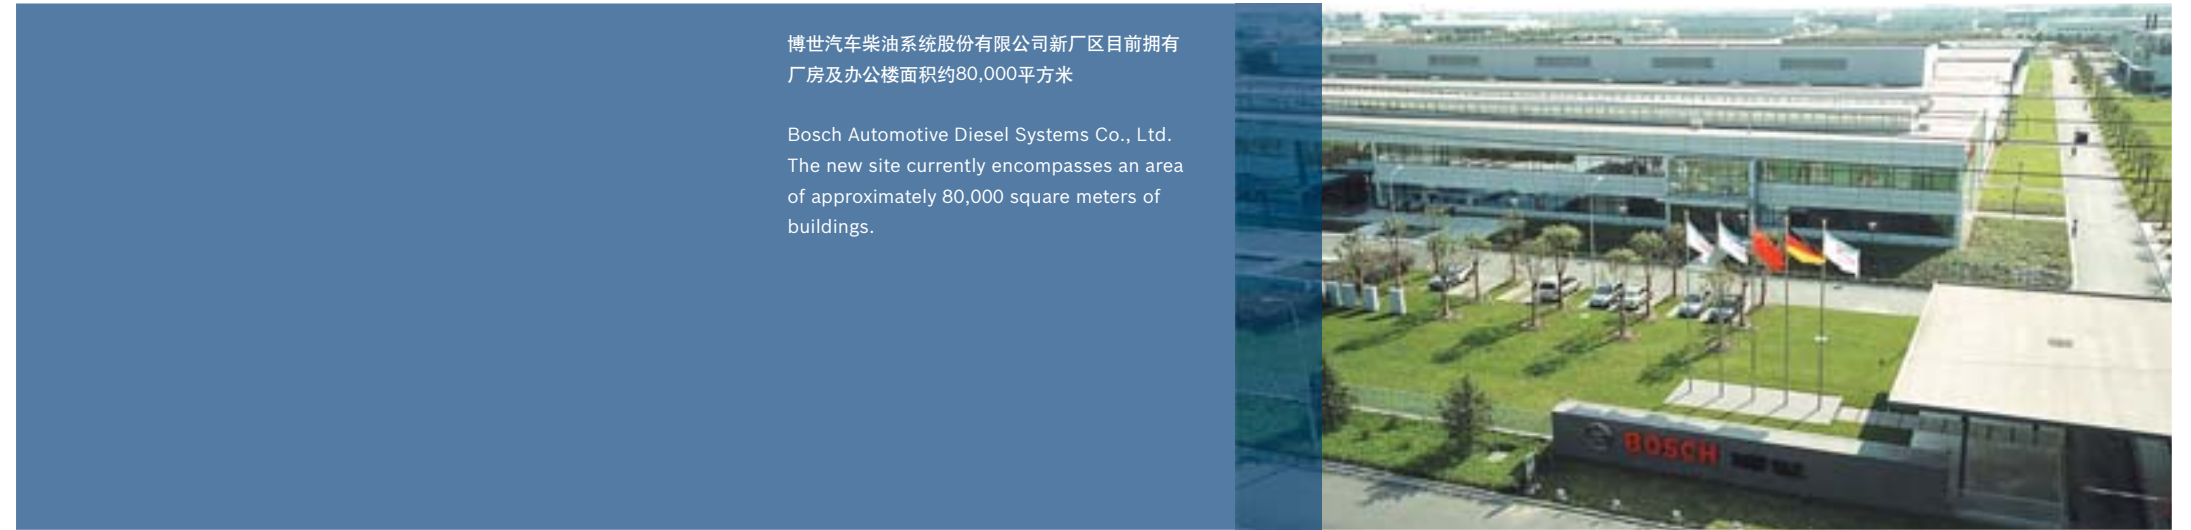 博世汽车柴油系统股份有限公司新厂区目前拥有
厂房及办公楼面积约80,000平方米
Bosch Automotive Diesel Systems Co., Ltd.
The new site currently encompasses an area
of approximately 80,000 square meters of
buildings.
BOSCH